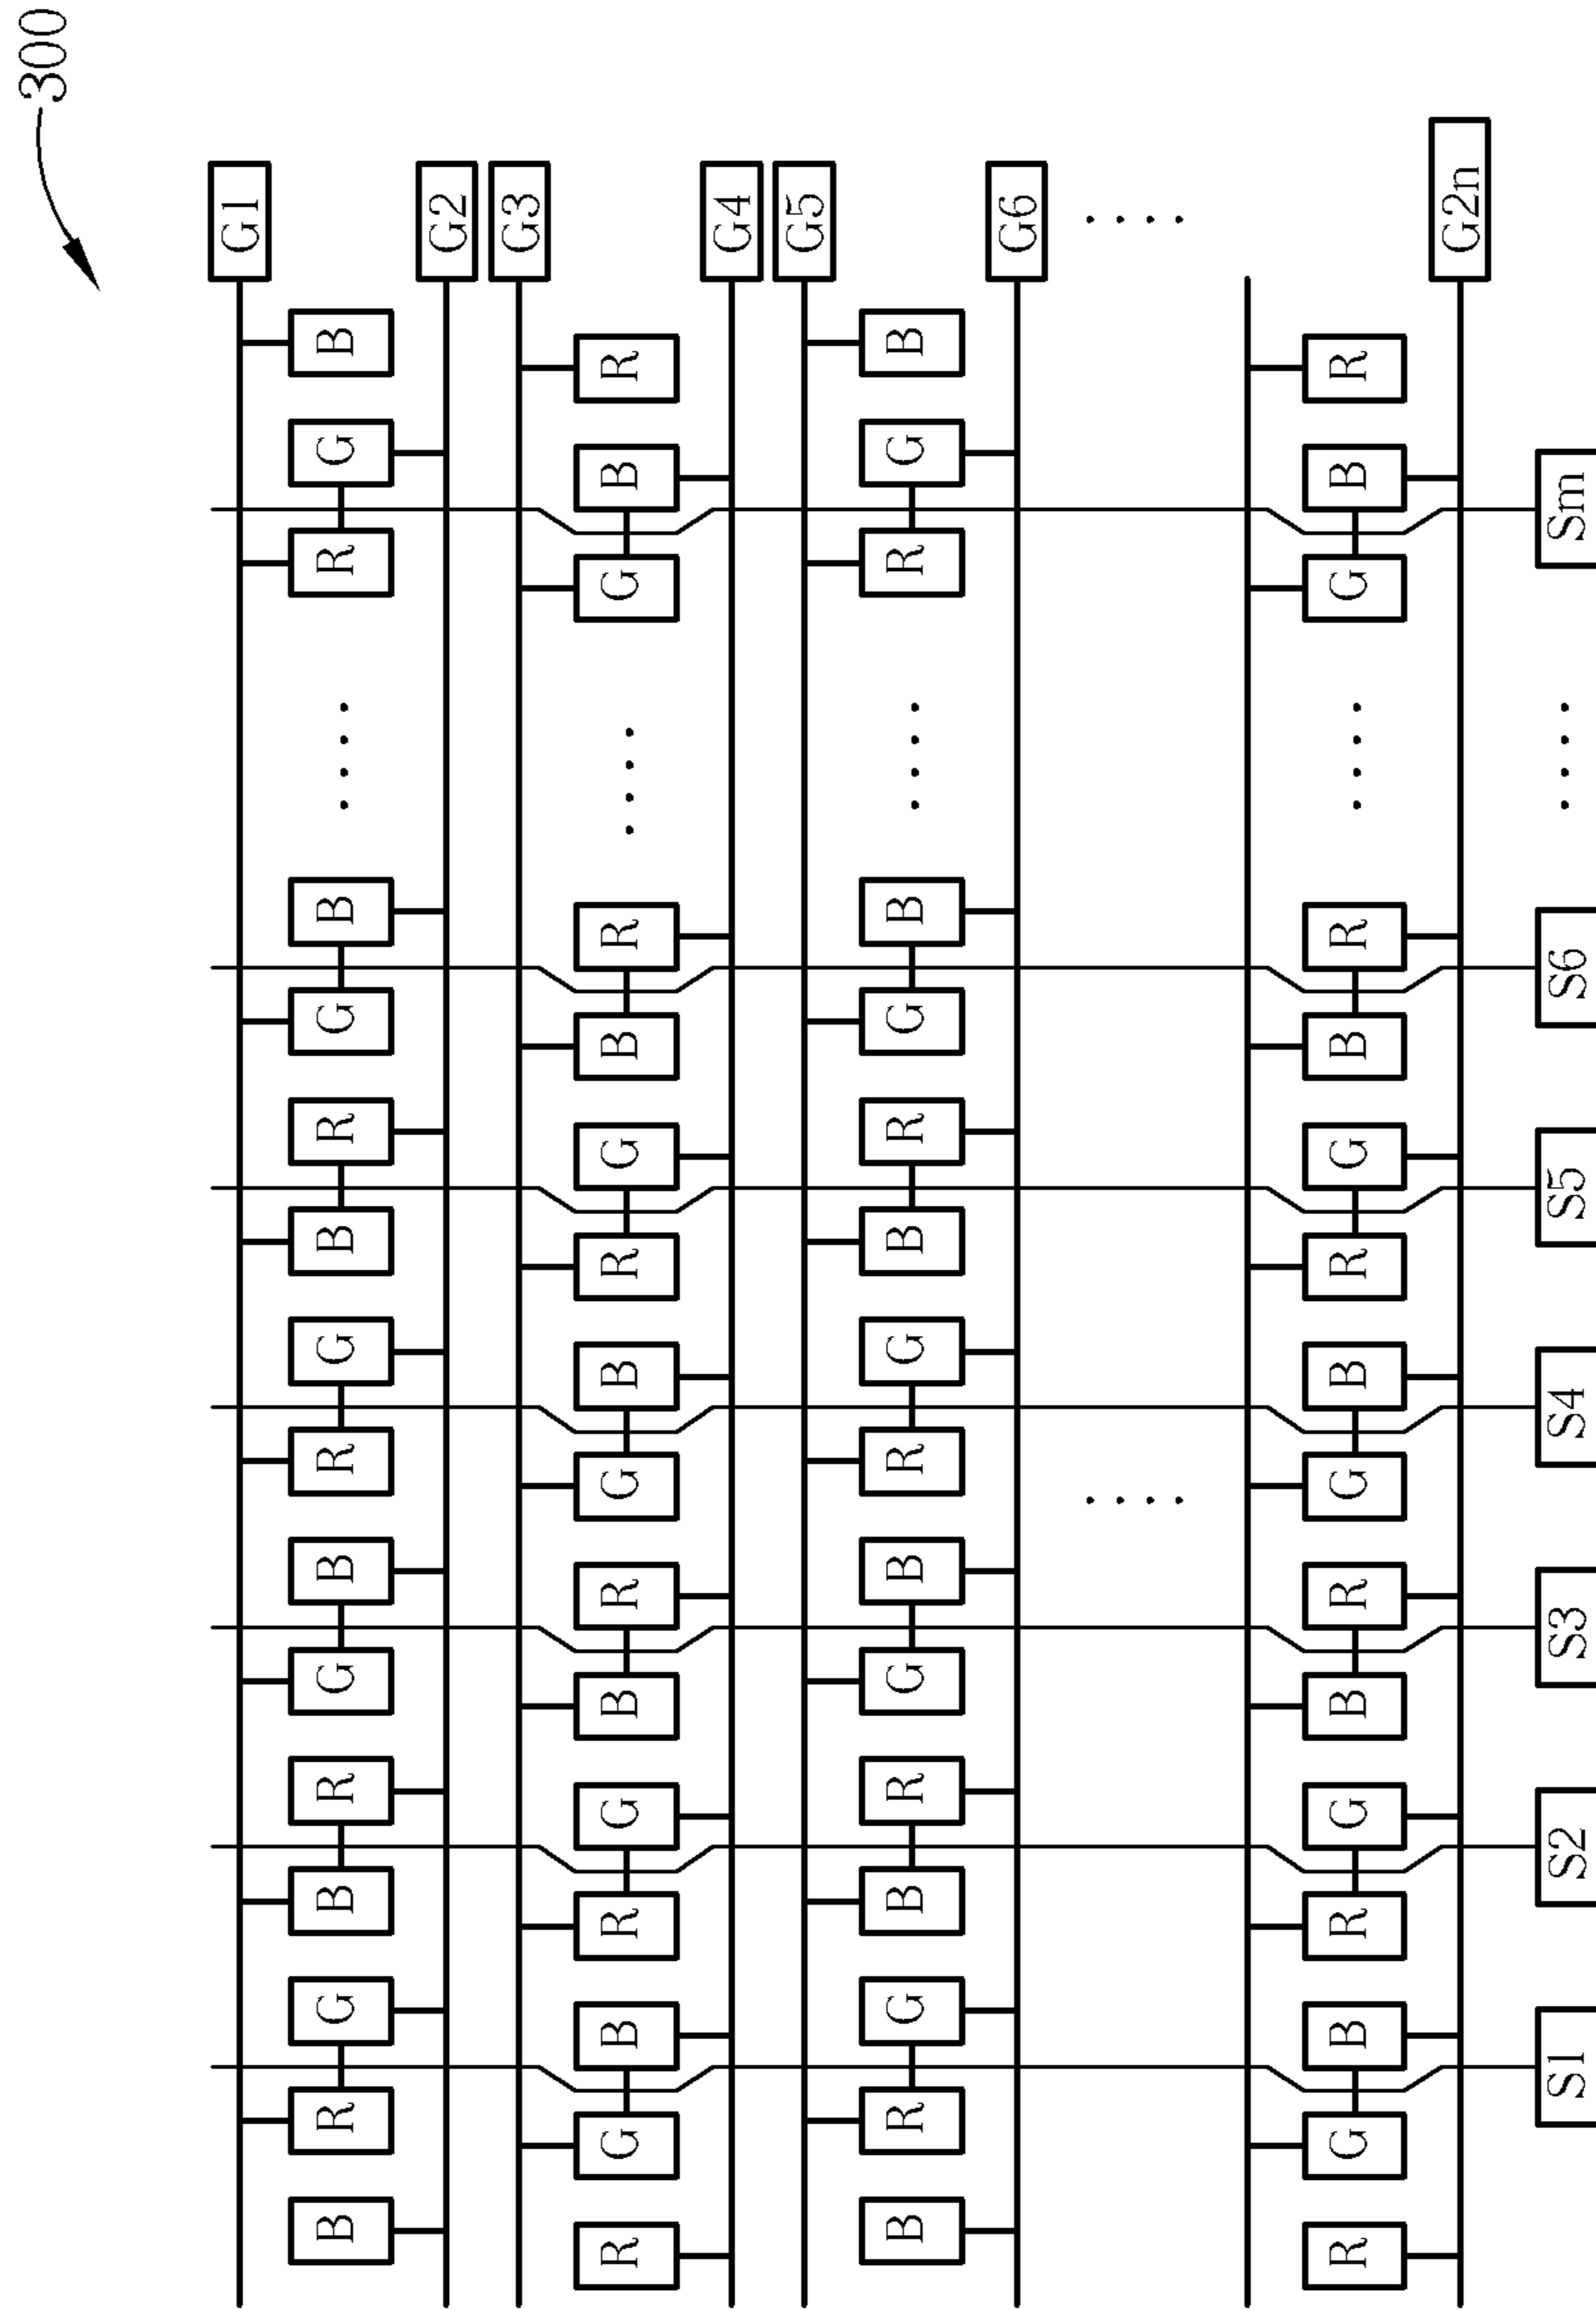 300
G1
B R G B R G B R G B R G B .... R G B
G2
G3
R G B R G B R G B R G B R .... G B R
G4
G5
B R G B R G B R G B R G B .... R G B
G6
.... ....
R G B R G B R G B R G B R .... G B R
G2n
S1 S2 S3 S4 S5 S6 .... Sm